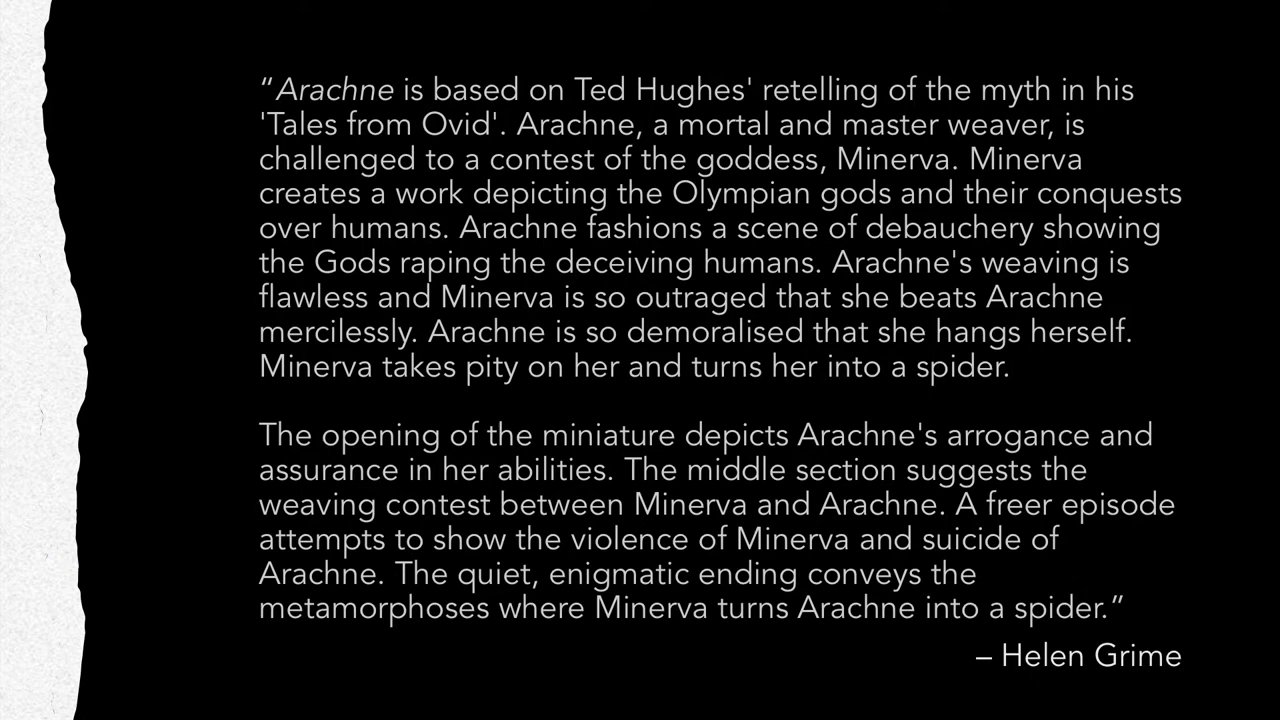 “Arachne is based on Ted Hughes' retelling of the myth in his
'Tales from Ovid'. Arachne, a mortal and master weaver, is
challenged to a contest of the goddess, Minerva. Minerva
creates a work depicting the Olympian gods and their conquests
over humans. Arachne fashions a scene of debauchery showing
the Gods raping the deceiving humans. Arachne's weaving is
flawless and Minerva is so outraged that she beats Arachne
mercilessly. Arachne is so demoralised that she hangs herself.
Minerva takes pity on her and turns her into a spider.
The opening of the miniature depicts Arachne's arrogance and
assurance in her abilities. The middle section suggests the
weaving contest between Minerva and Arachne. A freer episode
attempts to show the violence of Minerva and suicide of
Arachne. The quiet, enigmatic ending conveys the
metamorphoses where Minerva turns Arachne into a spider.”
– Helen Grime